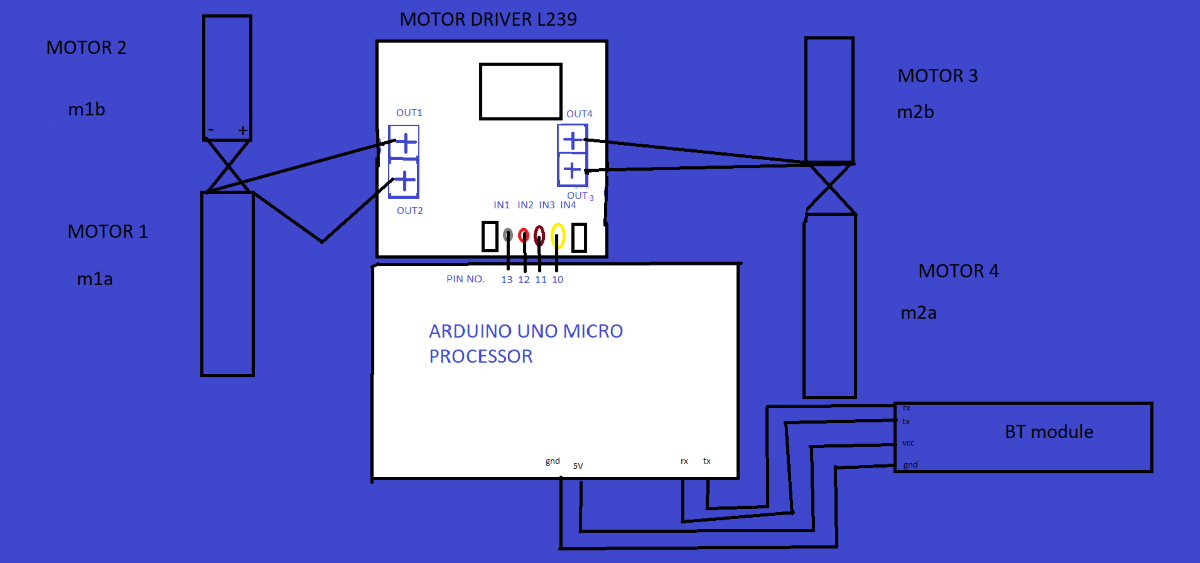 MOTOR DRIVER L239
MOTOR 2
m1b
- +
MOTOR 3
m2b
OUT1
OUT4
OUT2
OUT3
IN1 IN2 IN3 IN4
MOTOR 1
m1a
MOTOR 4
m2a
PIN NO. 13 12 11 10
ARDUINO UNO MICRO
PROCESSOR
gnd 5V rx tx
rx
tx
vcc
gnd
BT module